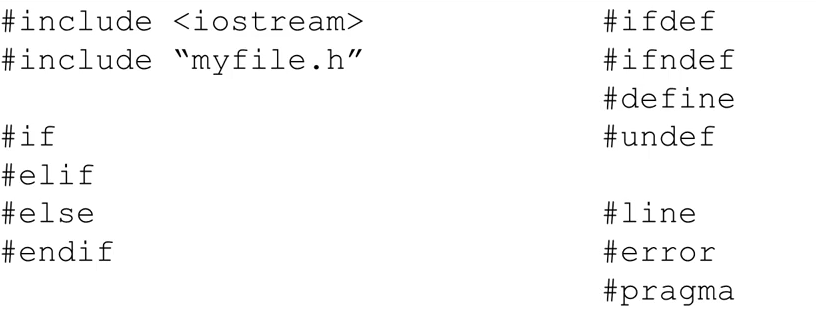 #include <iostream>
#include “myfile.h”
#if
#elif
#else
#endif
#ifdef
#ifndef
#define
#undef
#line
#error
#pragma